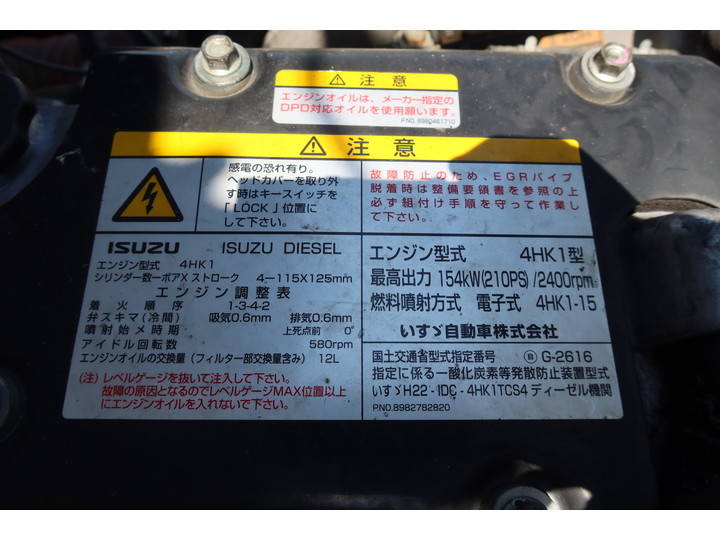 ⚠ 注意
エンジンオイルは、メーカー指定の
DPD対応オイルを使用願います。
P.NO. 8980461710
⚠ 注意
感電の恐れ有り。
ヘッドカバーを取り外
す時はキースイッチを
「LOCK」位置に
して下さい。
故障防止のため、EGRパイプ
脱着時は整備要領書を参照の上
必ず組付け手順を守って作業し
て下さい。
ISUZU ISUZU DIESEL
エンジン型式 4HK1
シリンダー数ーボアX ストローク 4ー115X125mm
エンジン調整表
着火順序 1-3-4-2
弁スキマ(冷間) 吸気0.6mm 排気0.6mm
噴射始め時期 上死点前 0°
アイドル回転数 580rpm
エンジンオイルの交換量(フィルター部交換量含み) 12L
(注) レベルゲージを抜いて注入して下さい。
故障の原因となるのでレベルゲージMAX位置以上
にエンジンオイルを入れないで下さい。
エンジン型式 4HK1型
最高出力 154kW(210PS)/2400rpm
燃料噴射方式 電子式 4HK1-15
いすゞ自動車株式会社
国土交通省型式指定番号 G-2616
指定に係る一酸化炭素等発散防止装置型式
いすゞH22-IDC-4HK1TCS4 ディーゼル機関
P.NO.8982782820